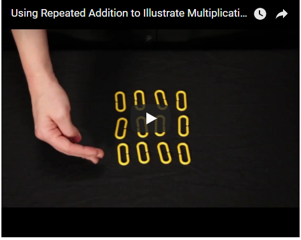 Using Repeated Addition to Illustrate Multiplicati...